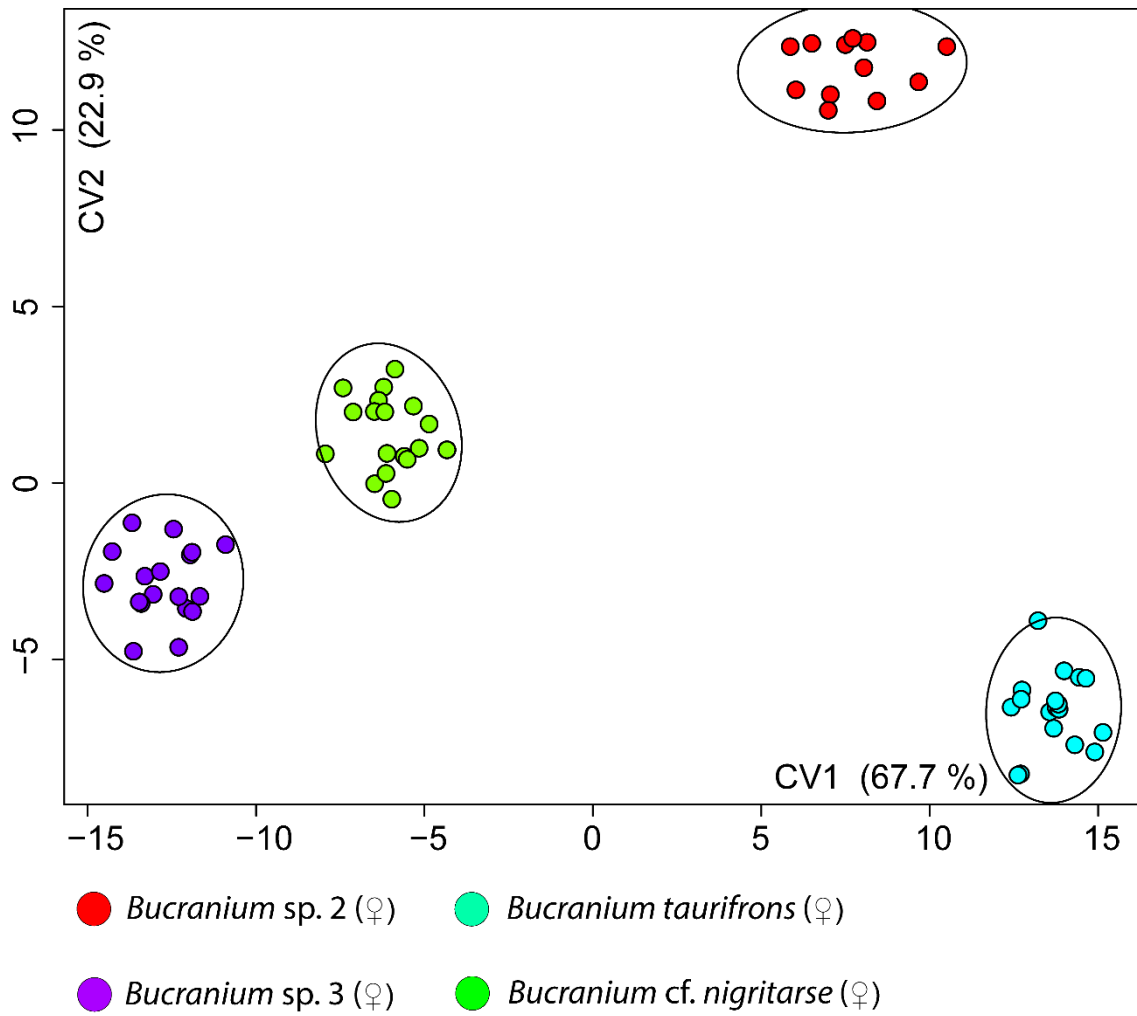 CV2 (22.9 %)
10
5
0
−5
CV1 (67.7 %)
−15 −10 −5 0 5 10 15
Bucranium sp. 2 (♀) Bucranium taurifrons (♀)
Bucranium sp. 3 (♀) Bucranium cf. nigritarse (♀)